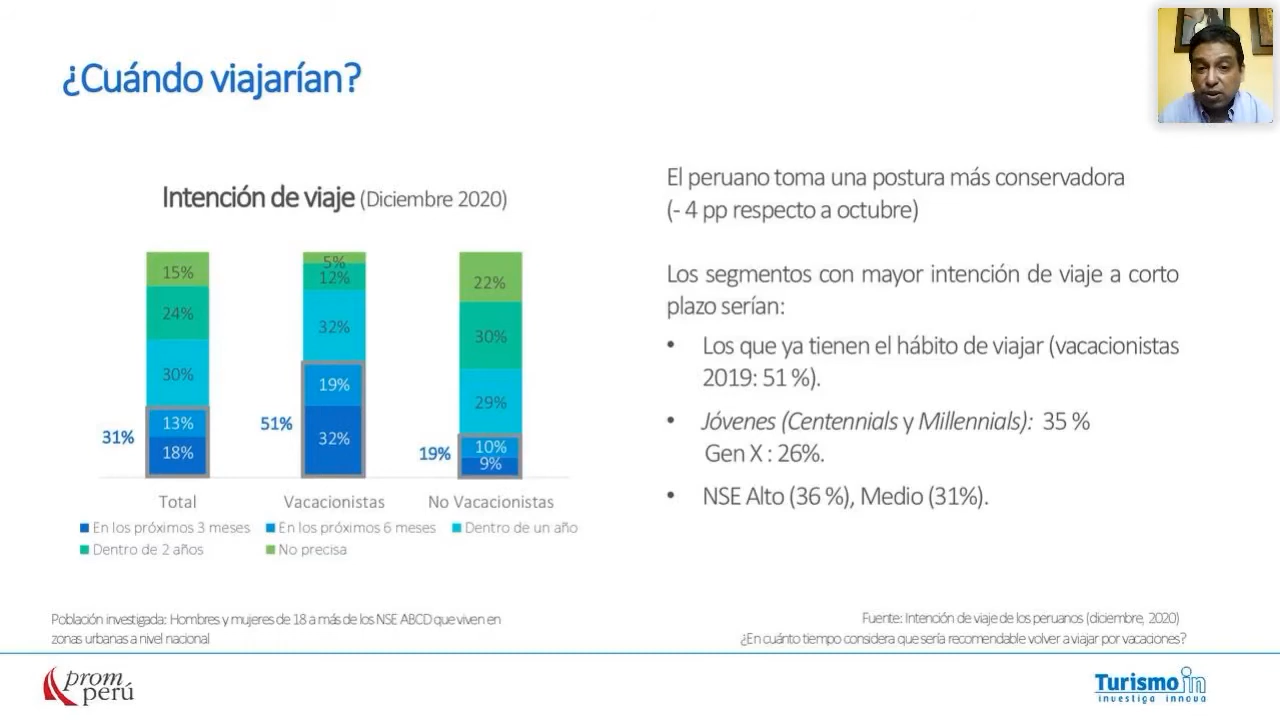 ¿Cuándo viajarían?
Intención de viaje (Diciembre 2020)
15%
24%
30%
13%
18%
31%
5%
12%
32%
19%
32%
51%
22%
30%
29%
10%
9%
19%
Total
Vacacionistas
No Vacacionistas
En los próximos 3 meses
En los próximos 6 meses
Dentro de un año
Dentro de 2 años
No precisa
El peruano toma una postura más conservadora
(- 4 pp respecto a octubre)
Los segmentos con mayor intención de viaje a corto
plazo serían:
• Los que ya tienen el hábito de viajar (vacacionistas
2019: 51 %).
• Jóvenes (Centennials y Millennials): 35 %
Gen X : 26%.
• NSE Alto (36 %), Medio (31%).
Población investigada: Hombres y mujeres de 18 a más de los NSE ABCD que viven en
zonas urbanas a nivel nacional
Fuente: Intención de viaje de los peruanos (diciembre, 2020)
¿En cuánto tiempo considera que sería recomendable volver a viajar por vacaciones?
prom
perú
Turismo in
investiga innova